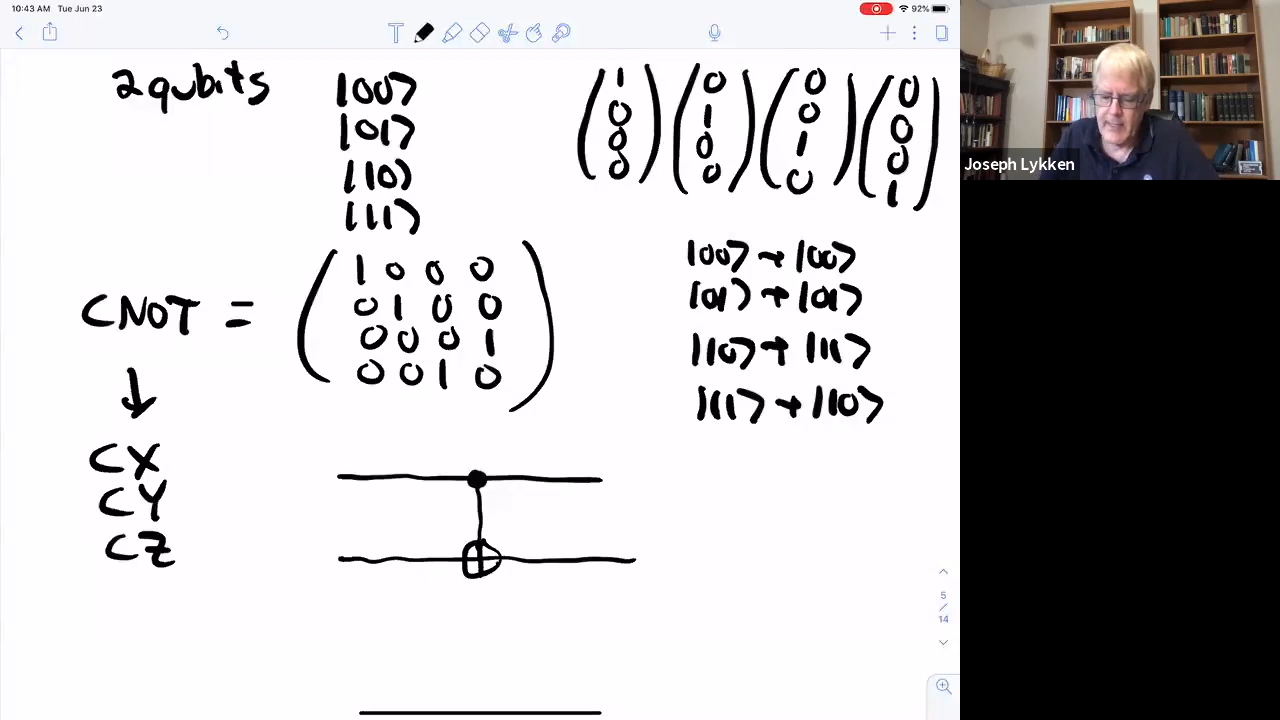 10:43 AM Tue Jun 23
92%
2 qubits
|00⟩
|01⟩
|10⟩
|11⟩
( 1 ( 0 ( 0 ( 0
0 ) 1 ) 0 ) 0 )
0 0 1 0
0 0 0 1
CNOT = ( 1 0 0 0
0 1 0 0
0 0 0 1
0 0 1 0 )
|00⟩ → |00⟩
|01⟩ → |01⟩
|10⟩ → |11⟩
|11⟩ → |10⟩
↓
CX
CY
CZ
5
/
14
T
Joseph Lykken